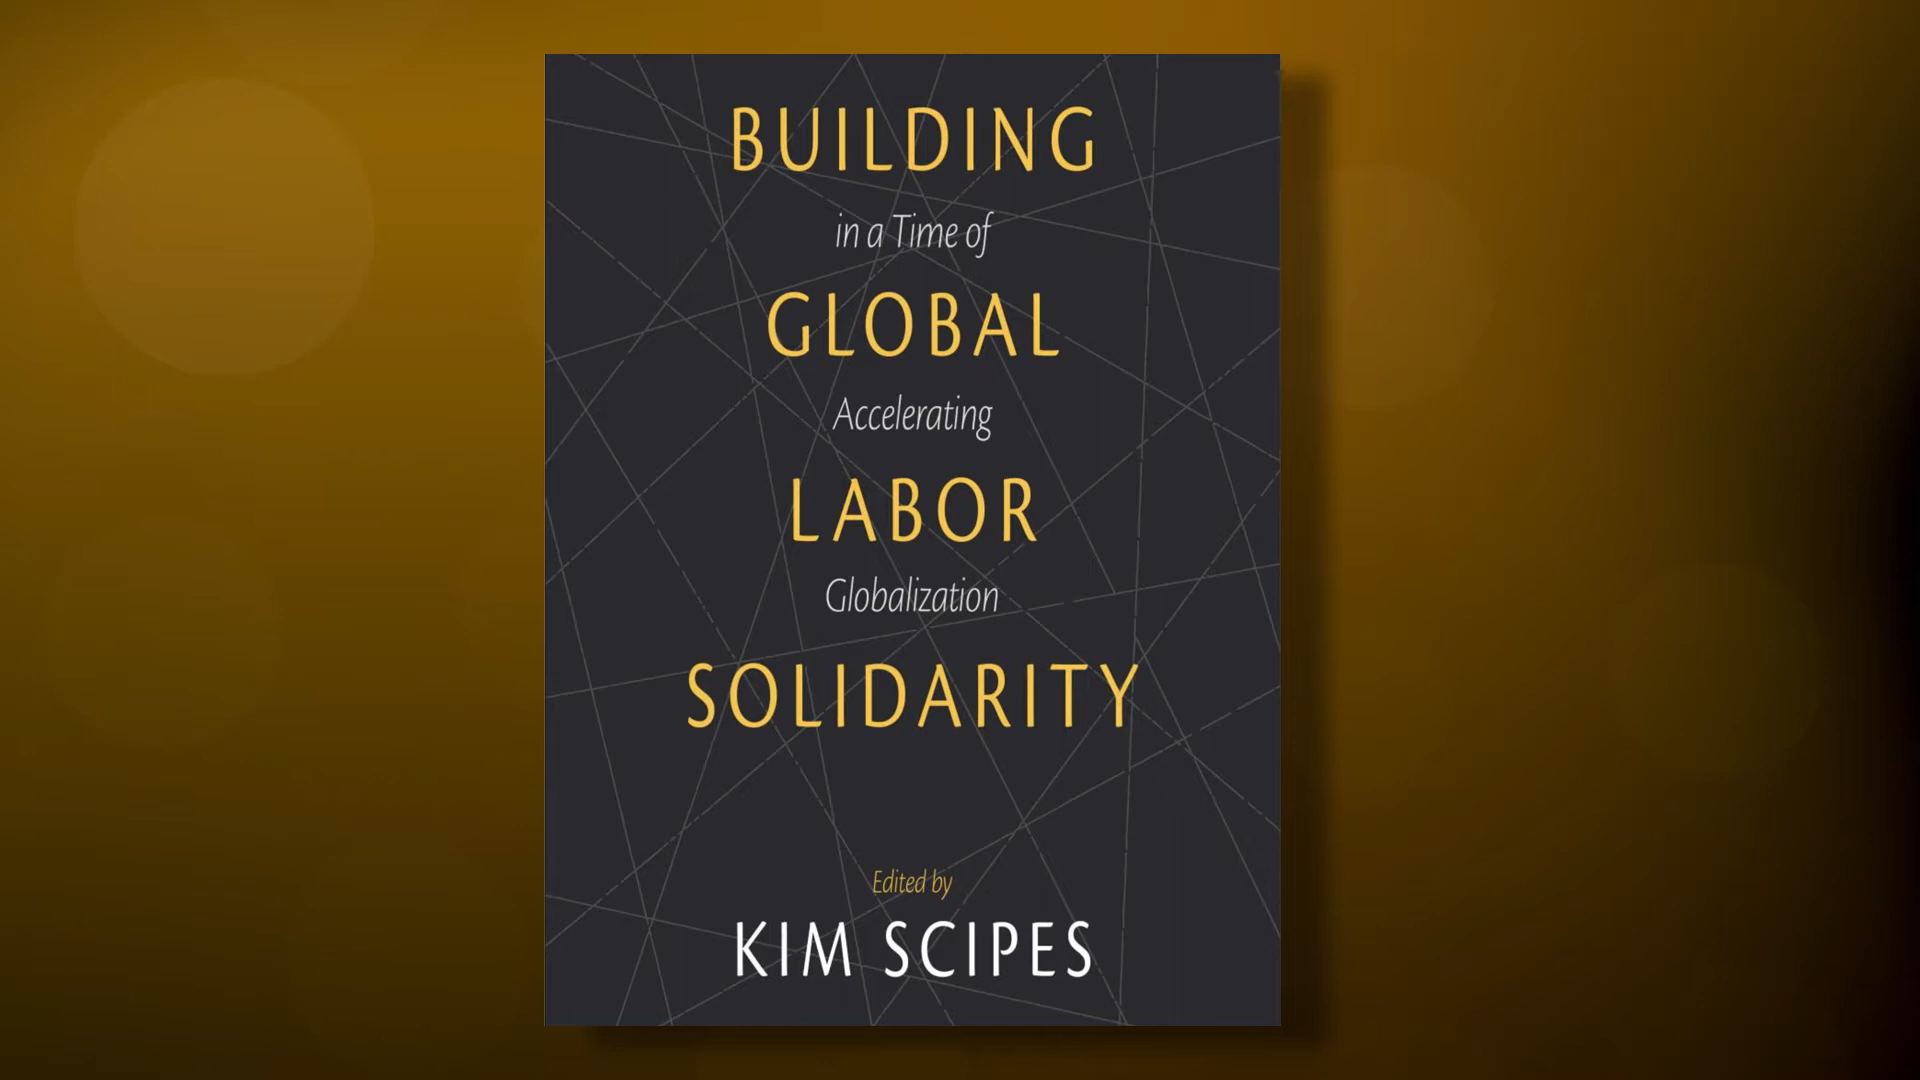 BUILDING
in a Time of
GLOBAL
Accelerating
LABOR
Globalization
SOLIDARITY
Edited by
KIM SCIPES